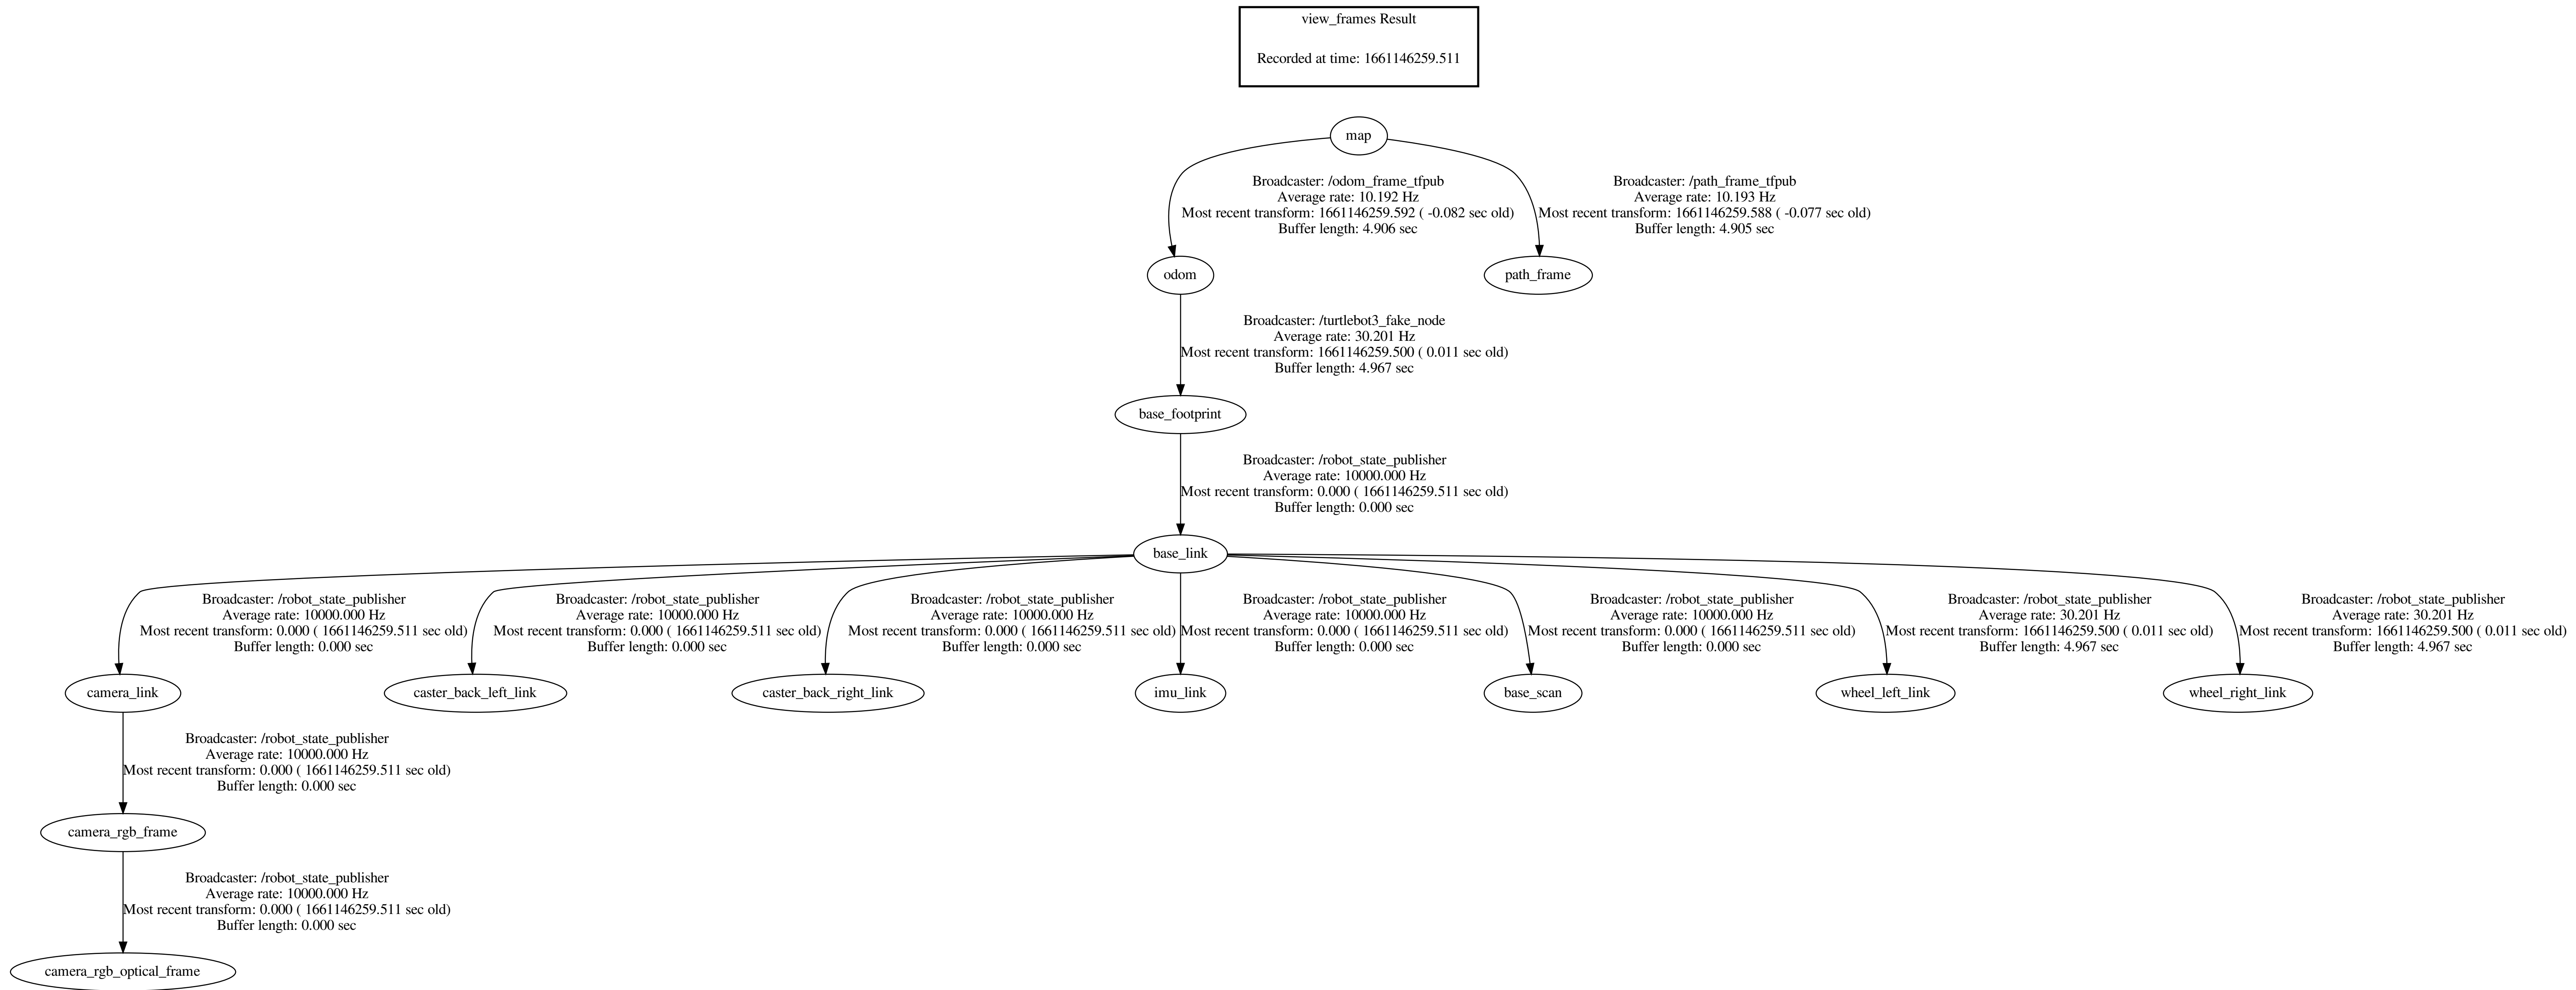 view_frames Result
Recorded at time: 1661146259.511
map
Broadcaster: /odom_frame_tfpub
Average rate: 10.192 Hz
Most recent transform: 1661146259.592 ( -0.082 sec old)
Buffer length: 4.906 sec
Broadcaster: /path_frame_tfpub
Average rate: 10.193 Hz
Most recent transform: 1661146259.588 ( -0.077 sec old)
Buffer length: 4.905 sec
odom
path_frame
Broadcaster: /turtlebot3_fake_node
Average rate: 30.201 Hz
Most recent transform: 1661146259.500 ( 0.011 sec old)
Buffer length: 4.967 sec
base_footprint
Broadcaster: /robot_state_publisher
Average rate: 10000.000 Hz
Most recent transform: 0.000 ( 1661146259.511 sec old)
Buffer length: 0.000 sec
base_link
Broadcaster: /robot_state_publisher
Average rate: 10000.000 Hz
Most recent transform: 0.000 ( 1661146259.511 sec old)
Buffer length: 0.000 sec
Broadcaster: /robot_state_publisher
Average rate: 10000.000 Hz
Most recent transform: 0.000 ( 1661146259.511 sec old)
Buffer length: 0.000 sec
Broadcaster: /robot_state_publisher
Average rate: 10000.000 Hz
Most recent transform: 0.000 ( 1661146259.511 sec old)
Buffer length: 0.000 sec
Broadcaster: /robot_state_publisher
Average rate: 10000.000 Hz
Most recent transform: 0.000 ( 1661146259.511 sec old)
Buffer length: 0.000 sec
Broadcaster: /robot_state_publisher
Average rate: 10000.000 Hz
Most recent transform: 0.000 ( 1661146259.511 sec old)
Buffer length: 0.000 sec
Broadcaster: /robot_state_publisher
Average rate: 30.201 Hz
Most recent transform: 1661146259.500 ( 0.011 sec old)
Buffer length: 4.967 sec
Broadcaster: /robot_state_publisher
Average rate: 30.201 Hz
Most recent transform: 1661146259.500 ( 0.011 sec old)
Buffer length: 4.967 sec
camera_link
caster_back_left_link
caster_back_right_link
imu_link
base_scan
wheel_left_link
wheel_right_link
Broadcaster: /robot_state_publisher
Average rate: 10000.000 Hz
Most recent transform: 0.000 ( 1661146259.511 sec old)
Buffer length: 0.000 sec
camera_rgb_frame
Broadcaster: /robot_state_publisher
Average rate: 10000.000 Hz
Most recent transform: 0.000 ( 1661146259.511 sec old)
Buffer length: 0.000 sec
camera_rgb_optical_frame